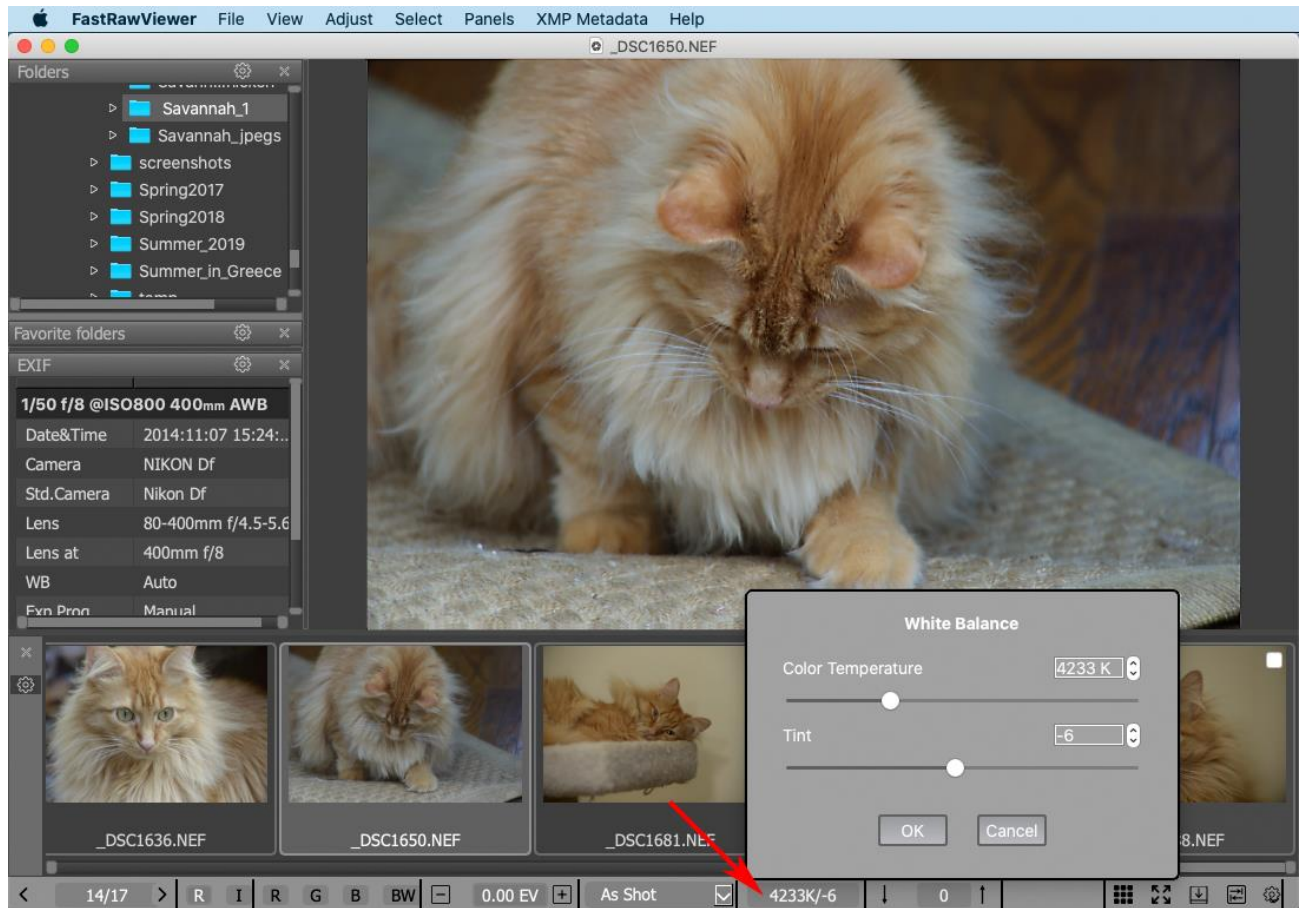 FastRawViewer File View Adjust Select Panels XMP Metadata Help
_DSC1650.NEF
Folders
Savannah_1
Savannah_jpegs
screenshots
Spring2017
Spring2018
Summer_2019
Summer_in_Greece
temp
Favorite folders
EXIF
1/50 f/8 @ISO800 400mm AWB
Date&Time 2014:11:07 15:24:..
Camera NIKON Df
Std.Camera Nikon Df
Lens 80-400mm f/4.5-5.6
Lens at 400mm f/8
WB Auto
Exp Prog Manual
White Balance
Color Temperature 4233 K
Tint -6
OK Cancel
_DSC1636.NEF _DSC1650.NEF _DSC1681.NEF 8.NEF
14/17 R I R G B BW 0.00 EV As Shot 4233K/-6 0